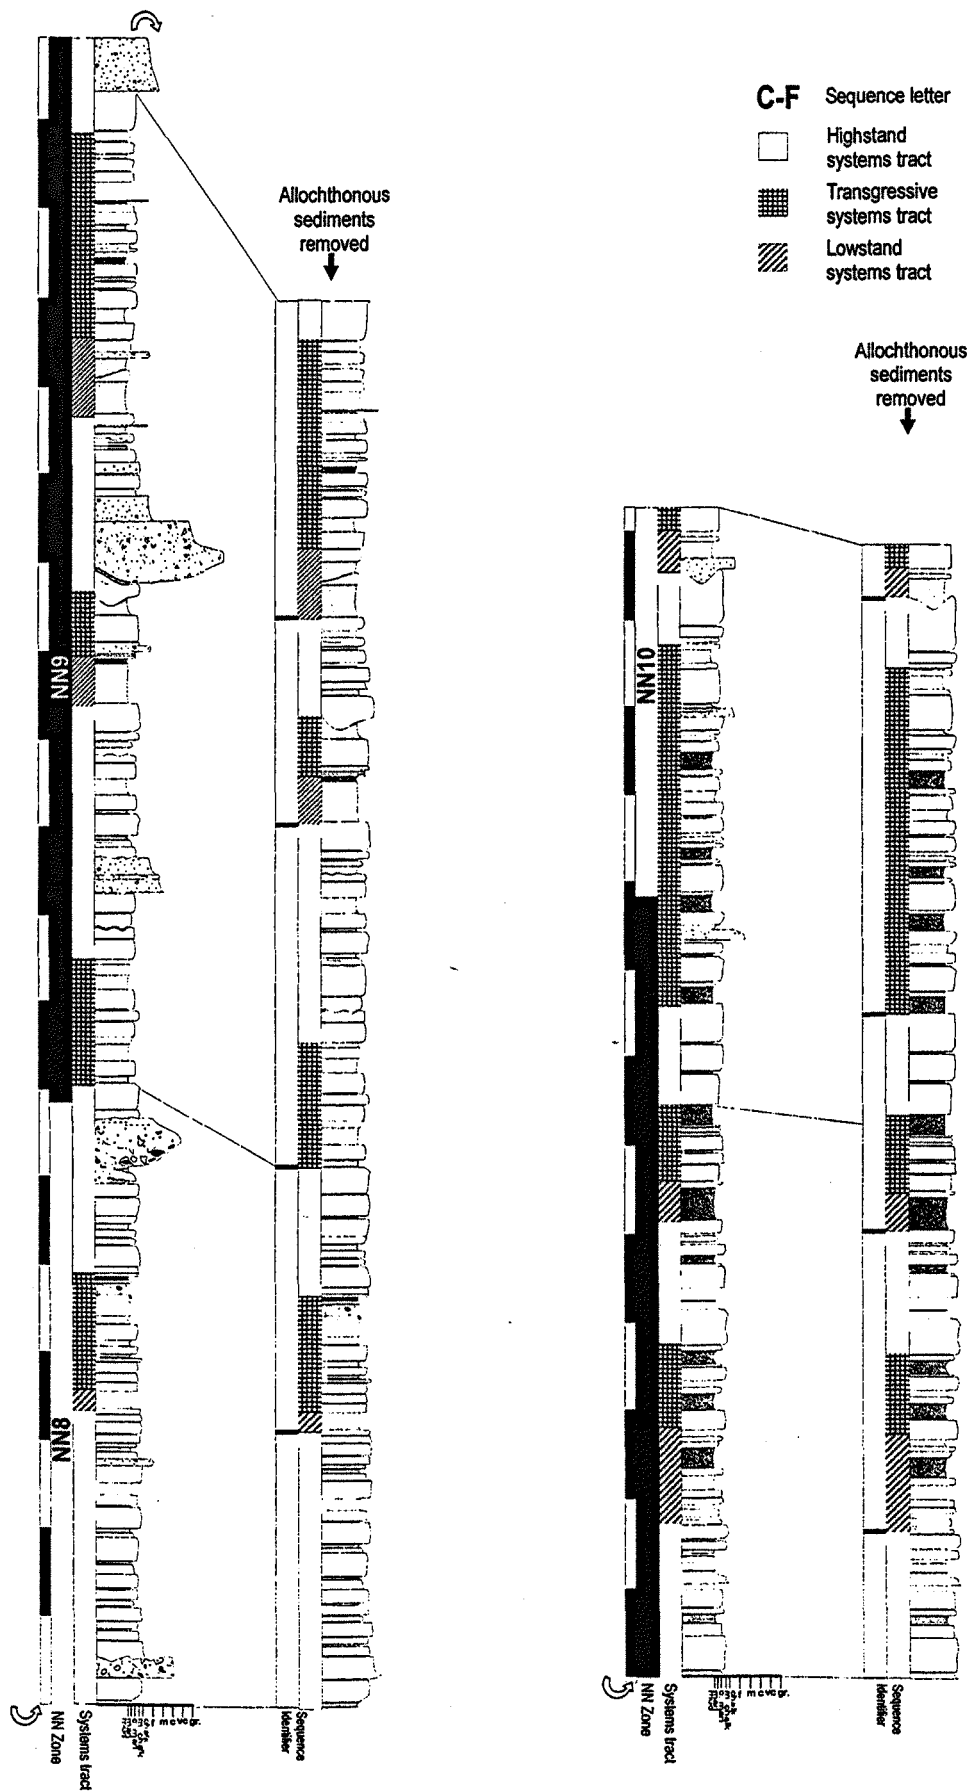 C-F Sequence letter
Highstand
systems tract
Transgressive
systems tract
Lowstand
systems tract
Allochthonous
sediments
removed
Allochthonous
sediments
removed
NN9
NN8
NN10
NN Zone
Systems tract
f m c vc gr.
Sequence
Identifier
NN Zone
Systems tract
f m c vc gr.
Sequence
Identifier